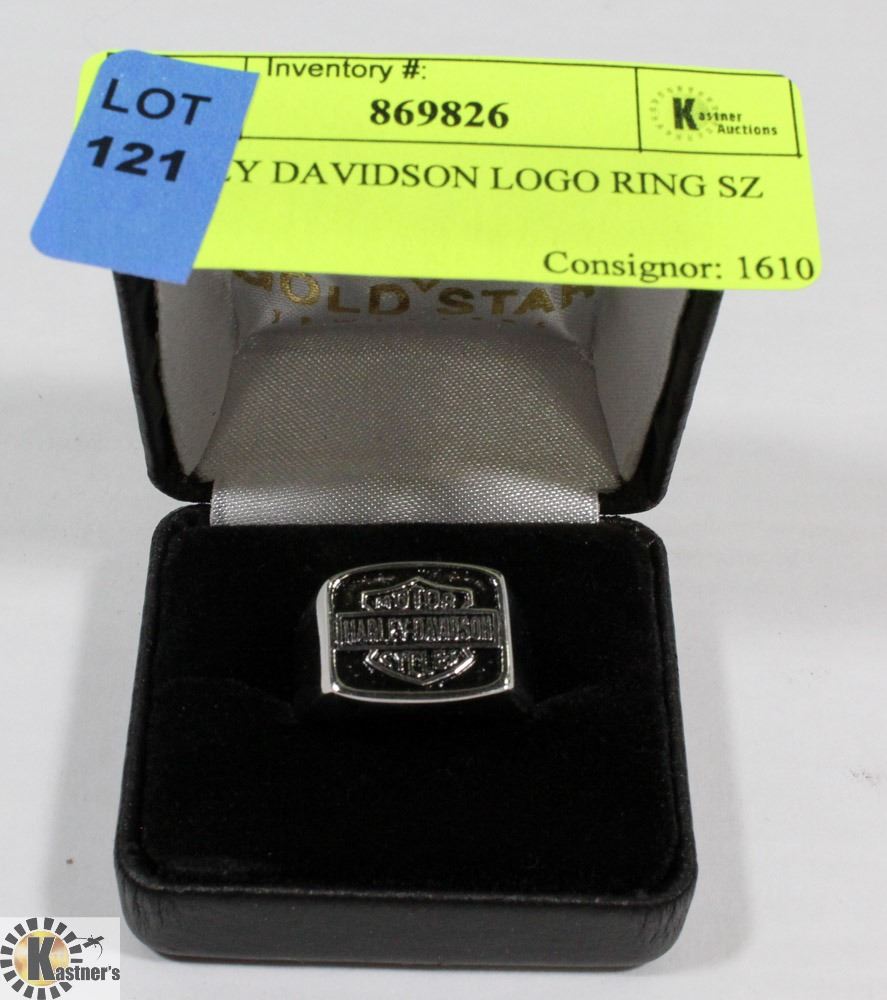 LOT
121
Inventory #:
869826
Kastner
Auctions
EY DAVIDSON LOGO RING SZ
Consignor: 1610
GOLD STAR
MOTOR
HARLEY-DAVIDSON
CYCLES
Kastner's